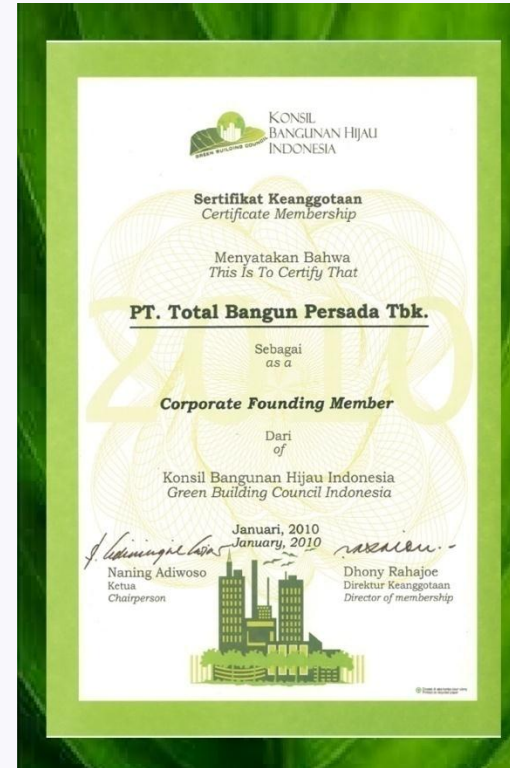 KONSIL
BANGUNAN HIJAU
INDONESIA
GREEN BUILDING COUNCIL
Sertifikat Keanggotaan
Certificate Membership
Menyatakan Bahwa
This Is To Certify That
PT. Total Bangun Persada Tbk.
Sebagai
as a
Corporate Founding Member
Dari
of
Konsil Bangunan Hijau Indonesia
Green Building Council Indonesia
Januari, 2010
January, 2010
Naning Adiwoso
Ketua
Chairperson
Dhony Rahajoe
Direktur Keanggotaan
Director of membership
2010